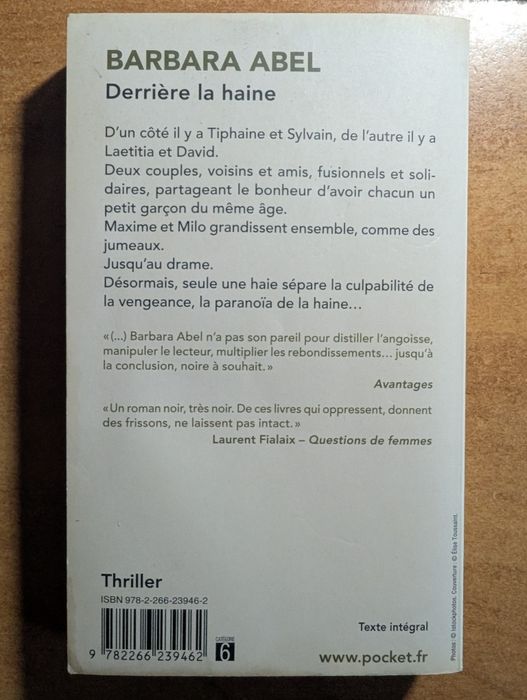 BARBARA ABEL
Derrière la haine
D'un côté il y a Tiphaine et Sylvain, de l'autre il y a
Laetitia et David.
Deux couples, voisins et amis, fusionnels et soli-
daires, partageant le bonheur d'avoir chacun un
petit garçon du même âge.
Maxime et Milo grandissent ensemble, comme des
jumeaux.
Jusqu'au drame.
Désormais, seule une haie sépare la culpabilité de
la vengeance, la paranoïa de la haine...
« (...) Barbara Abel n'a pas son pareil pour distiller l'angoisse,
manipuler le lecteur, multiplier les rebondissements... jusqu'à
la conclusion, noire à souhait. »
Avantages
« Un roman noir, très noir. De ces livres qui oppressent, donnent
des frissons, ne laissent pas intact. »
Laurent Fialaix – Questions de femmes
Thriller
ISBN 978-2-266-23946-2
9 782266 239462
CATÉGORIE
6
Texte intégral
www.pocket.fr
Photos : © Istockphotos. Couverture : © Élise Toussaint.